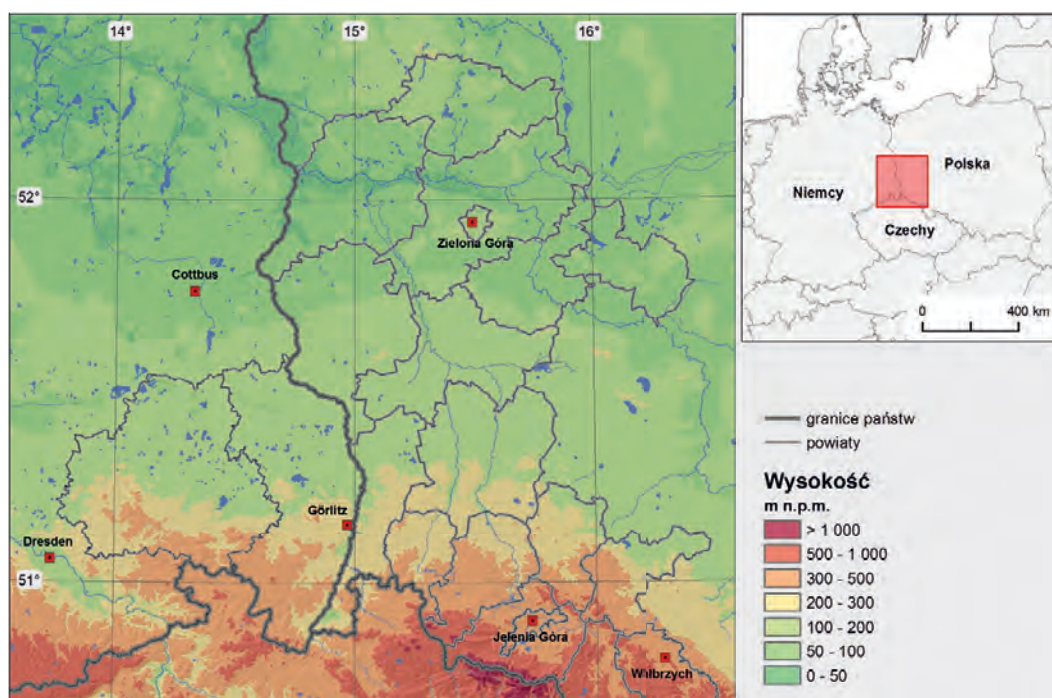 14°
15°
16°
52°
Zielona Góra
Cottbus
Görlitz
Dresden
51°
Jelenia Góra
Wałbrzych
Polska
Niemcy
Czechy
0 400 km
granice państw
powiaty
Wysokość
m n.p.m.
> 1 000
500 - 1 000
300 - 500
200 - 300
100 - 200
50 - 100
0 - 50